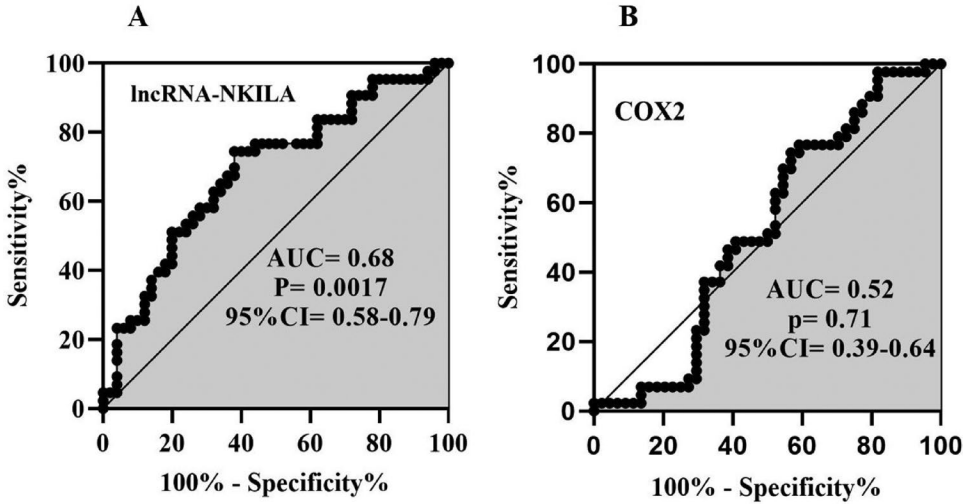 A
100
80
60
40
20
0
Sensitivity%
lncRNA-NKILA
AUC= 0.68
P= 0.0017
95%CI= 0.58-0.79
0 20 40 60 80 100
100% - Specificity%
B
100
80
60
40
20
0
Sensitivity%
COX2
AUC= 0.52
p= 0.71
95%CI= 0.39-0.64
0 20 40 60 80 100
100% - Specificity%